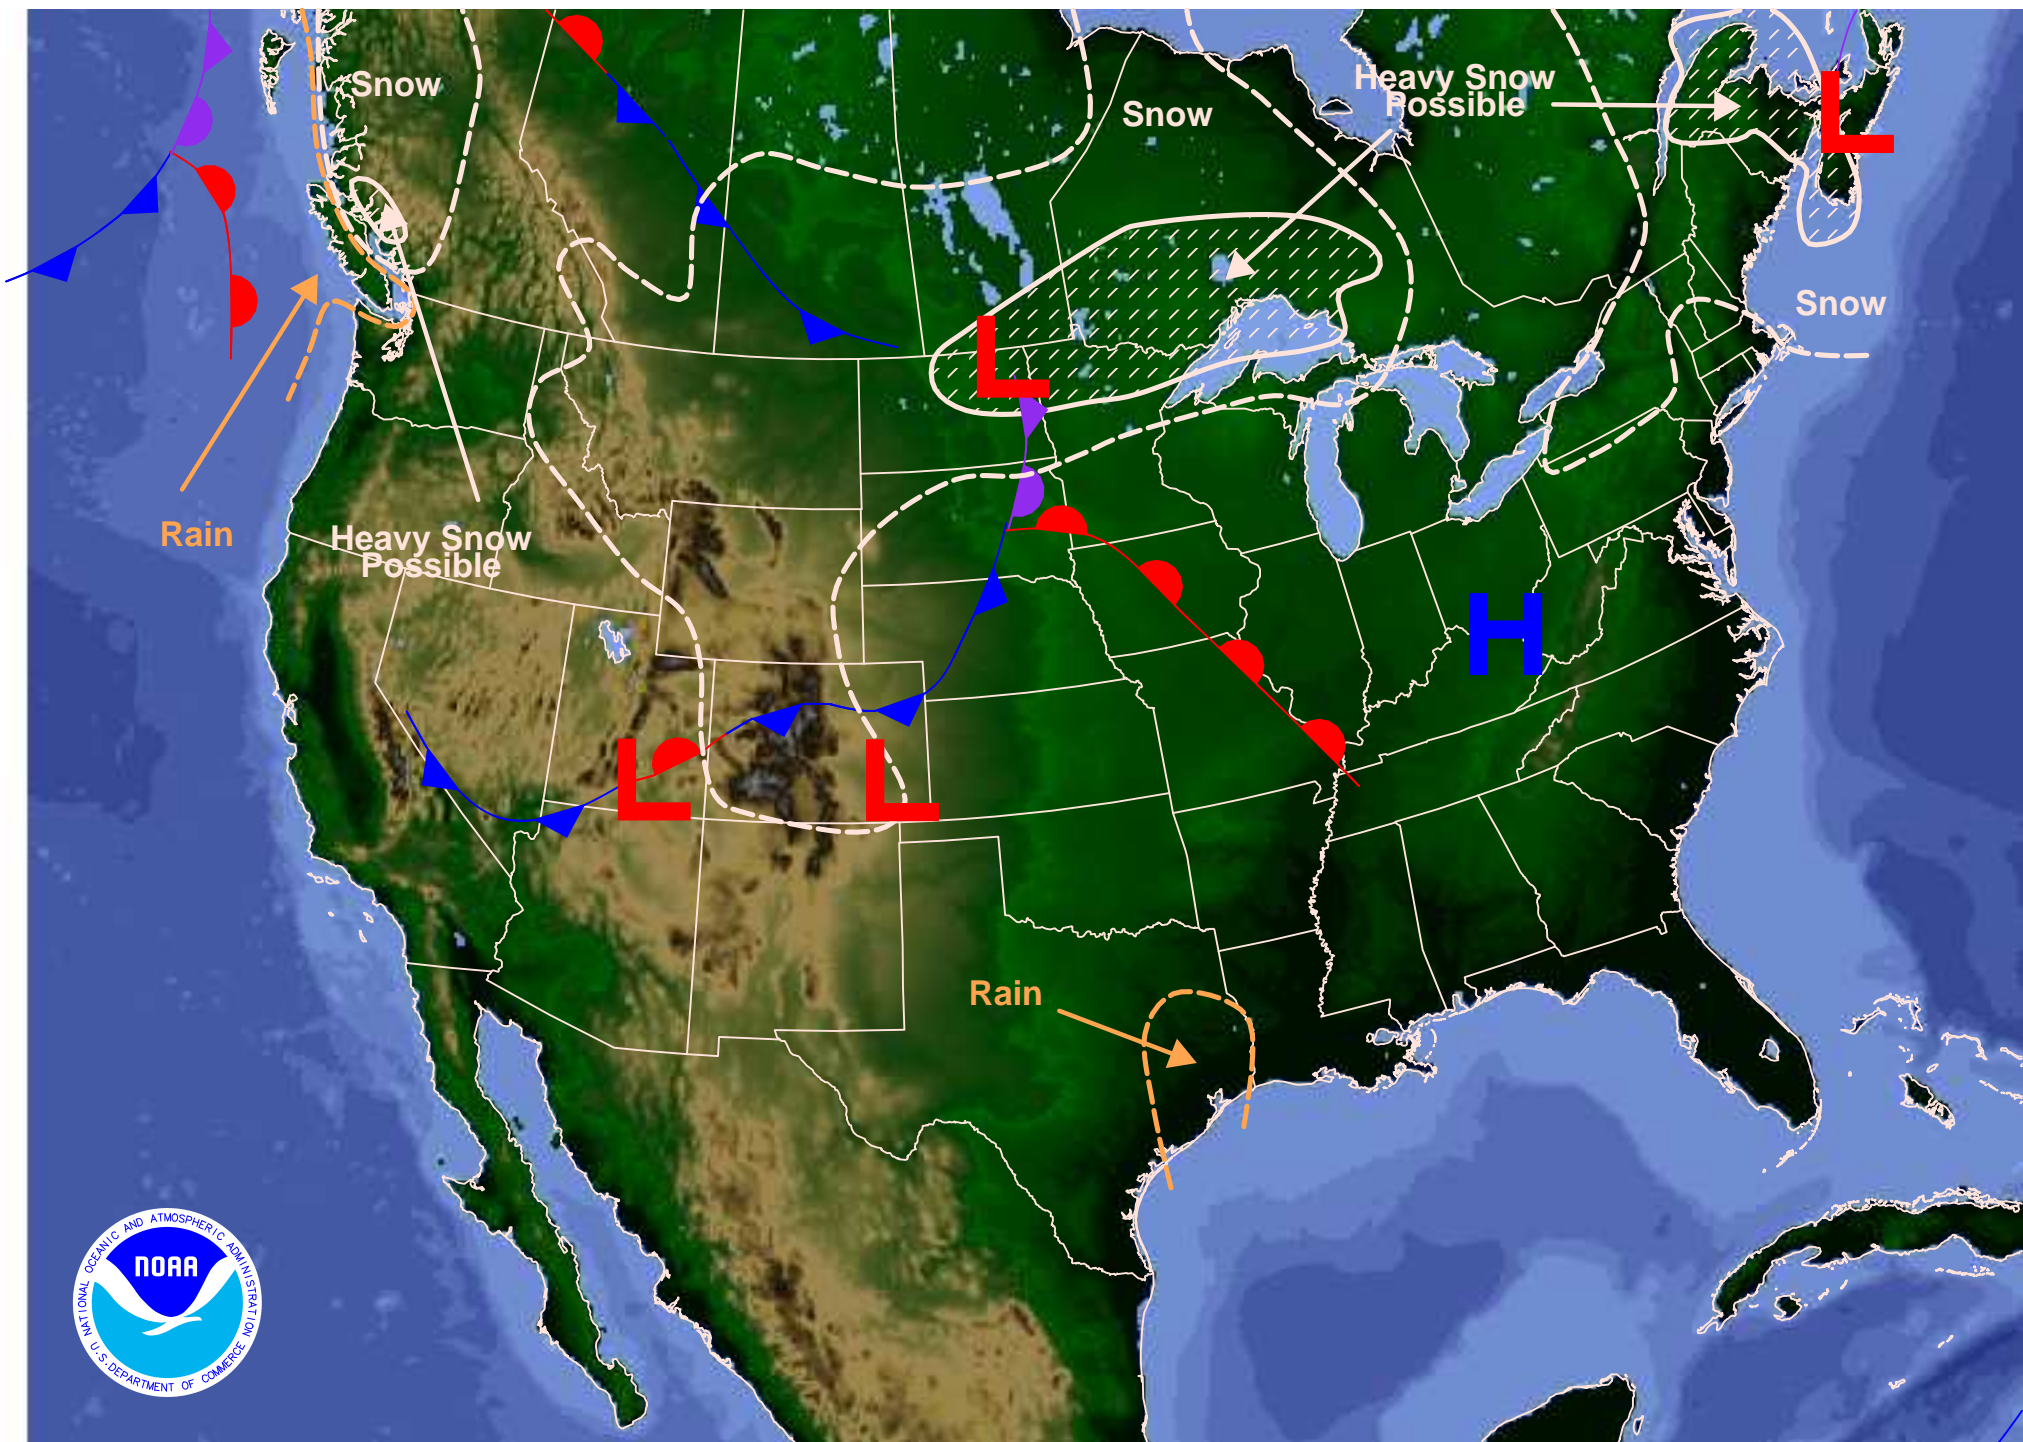 Snow
Heavy Snow
Possible
Snow
L
Snow
L
Rain
Heavy Snow
Possible
H
L
L
Rain
NATIONAL OCEANIC AND ATMOSPHERIC ADMINISTRATION
NOAA
U.S. DEPARTMENT OF COMMERCE